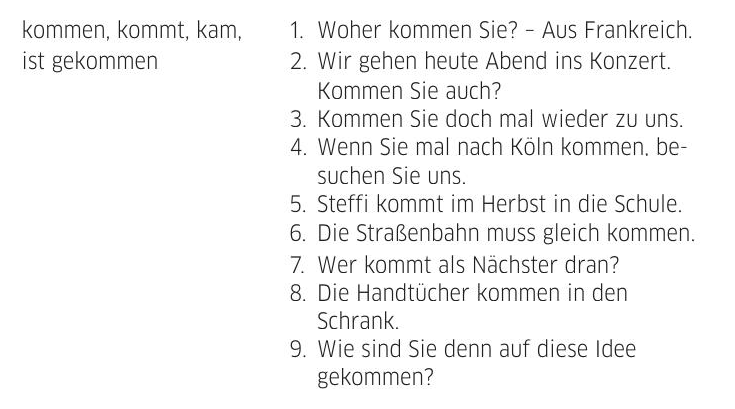 kommen, kommt, kam,
ist gekommen
1. Woher kommen Sie? – Aus Frankreich.
2. Wir gehen heute Abend ins Konzert.
Kommen Sie auch?
3. Kommen Sie doch mal wieder zu uns.
4. Wenn Sie mal nach Köln kommen, be-
suchen Sie uns.
5. Steffi kommt im Herbst in die Schule.
6. Die Straßenbahn muss gleich kommen.
7. Wer kommt als Nächster dran?
8. Die Handtücher kommen in den
Schrank.
9. Wie sind Sie denn auf diese Idee
gekommen?